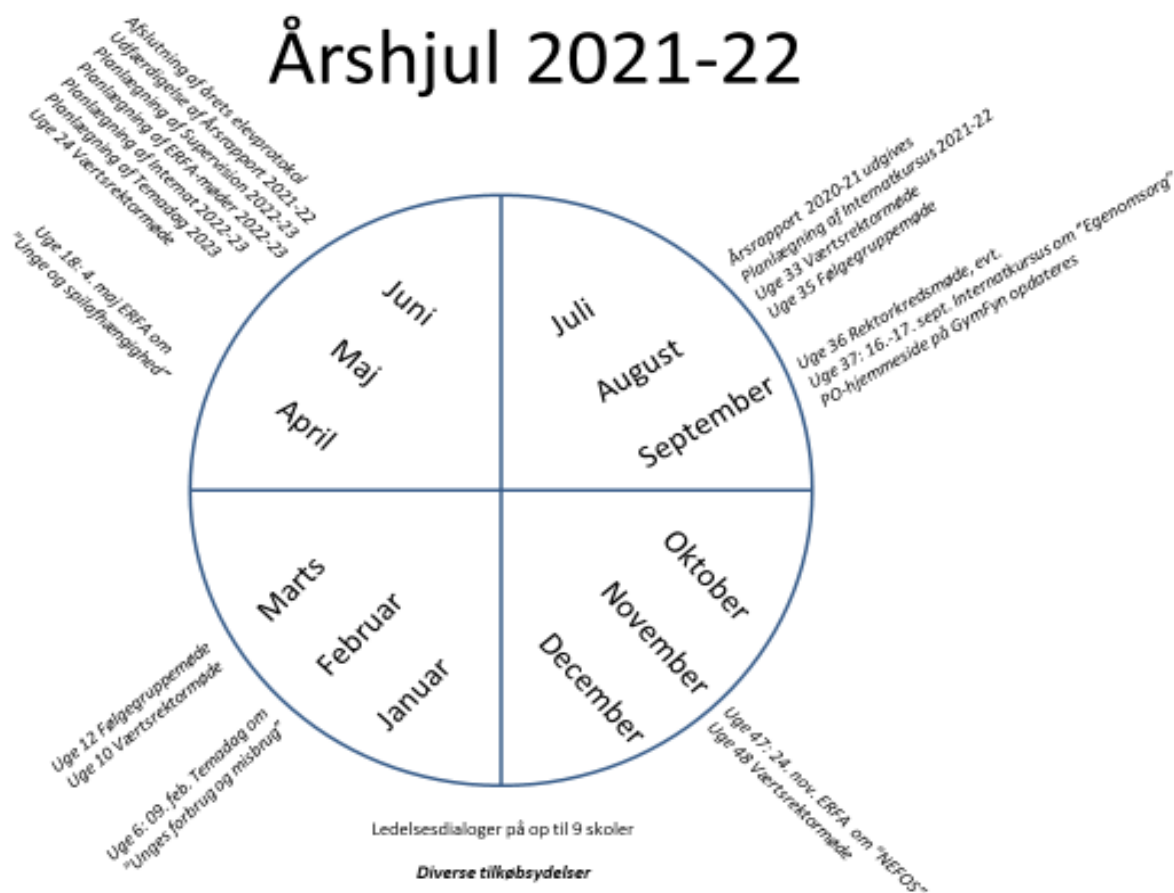 Årshjul 2021-22
Afslutning af årets elevprotokol
Udfærdigelse af Årsrapport 2021-22
Planlægning af Supervision 2022-23
Planlægning af ERFA-møder 2022-23
Planlægning af Internat 2022-23
Planlægning af Temadag 2023
Uge 24 Værtsrektormøde
Uge 18: 4. maj ERFA om
"Unge og spilafhængighed"
Årsrapport 2020-21 udgives
Planlægning af Internatkursus 2021-22
Uge 33 Værtsrektormøde
Uge 35 Følgegruppemøde
Uge 36 Rektorkredsmøde, evt.
Uge 37: 16.-17. sept. Internatkursus om "Egenomsorg"
PO-hjemmeside på GymFyn opdateres
Juni
Maj
April
Juli
August
September
Marts
Februar
Januar
Oktober
November
December
Uge 12 Følgegruppemøde
Uge 10 Værtsrektormøde
Uge 6: 09. feb. Temadag om
"Unges forbrug og misbrug"
Uge 47: 24. nov. ERFA om "NEFOS"
Uge 48 Værtsrektormøde
Ledelsesdialoger på op til 9 skoler
Diverse tilkøbsydelser